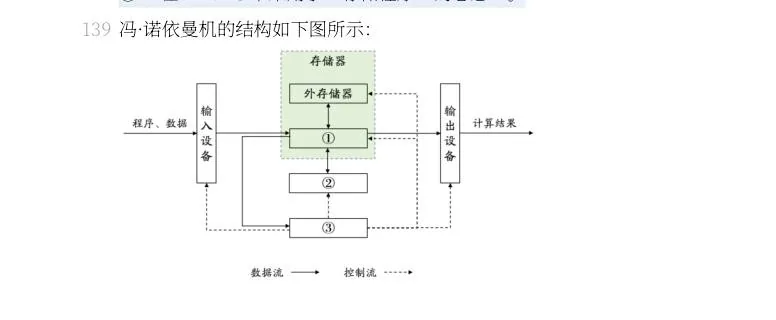 139 冯·诺依曼机的结构如下图所示：
存储器
外存储器
程序、数据
输入设备
①
输出设备
计算结果
②
③
数据流
控制流